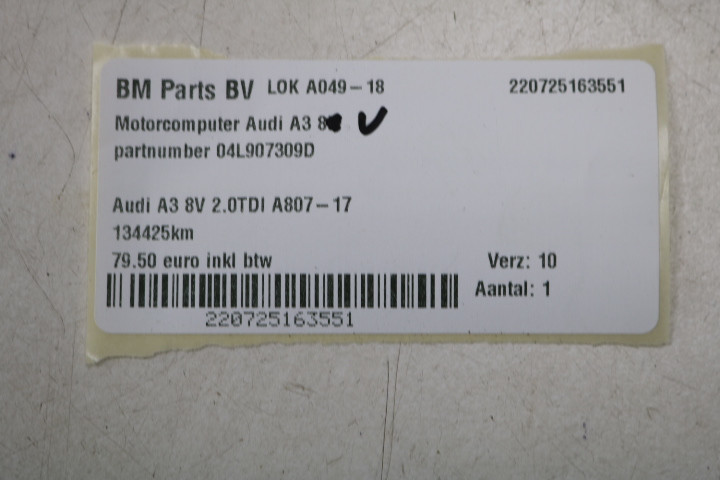 BM Parts BV LOK A049-18 220725163551
Motorcomputer Audi A3 8 V
partnumber 04L907309D
Audi A3 8V 2.0TDI A807-17
134425km
79.50 euro inkl btw Verz: 10
Aantal: 1
220725163551